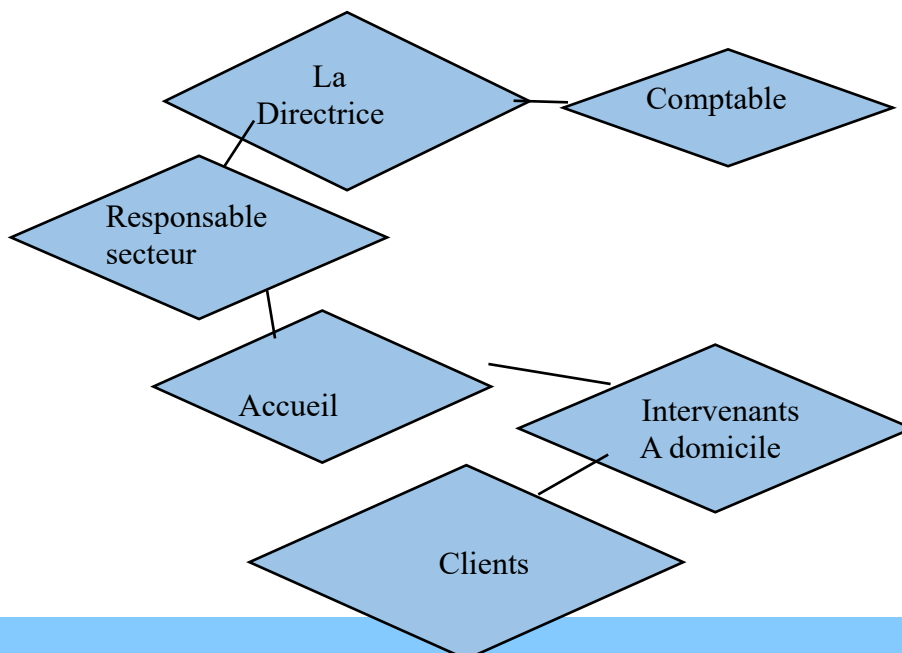 La
Directrice
Comptable
Responsable
secteur
Accueil
Intervenants
A domicile
Clients